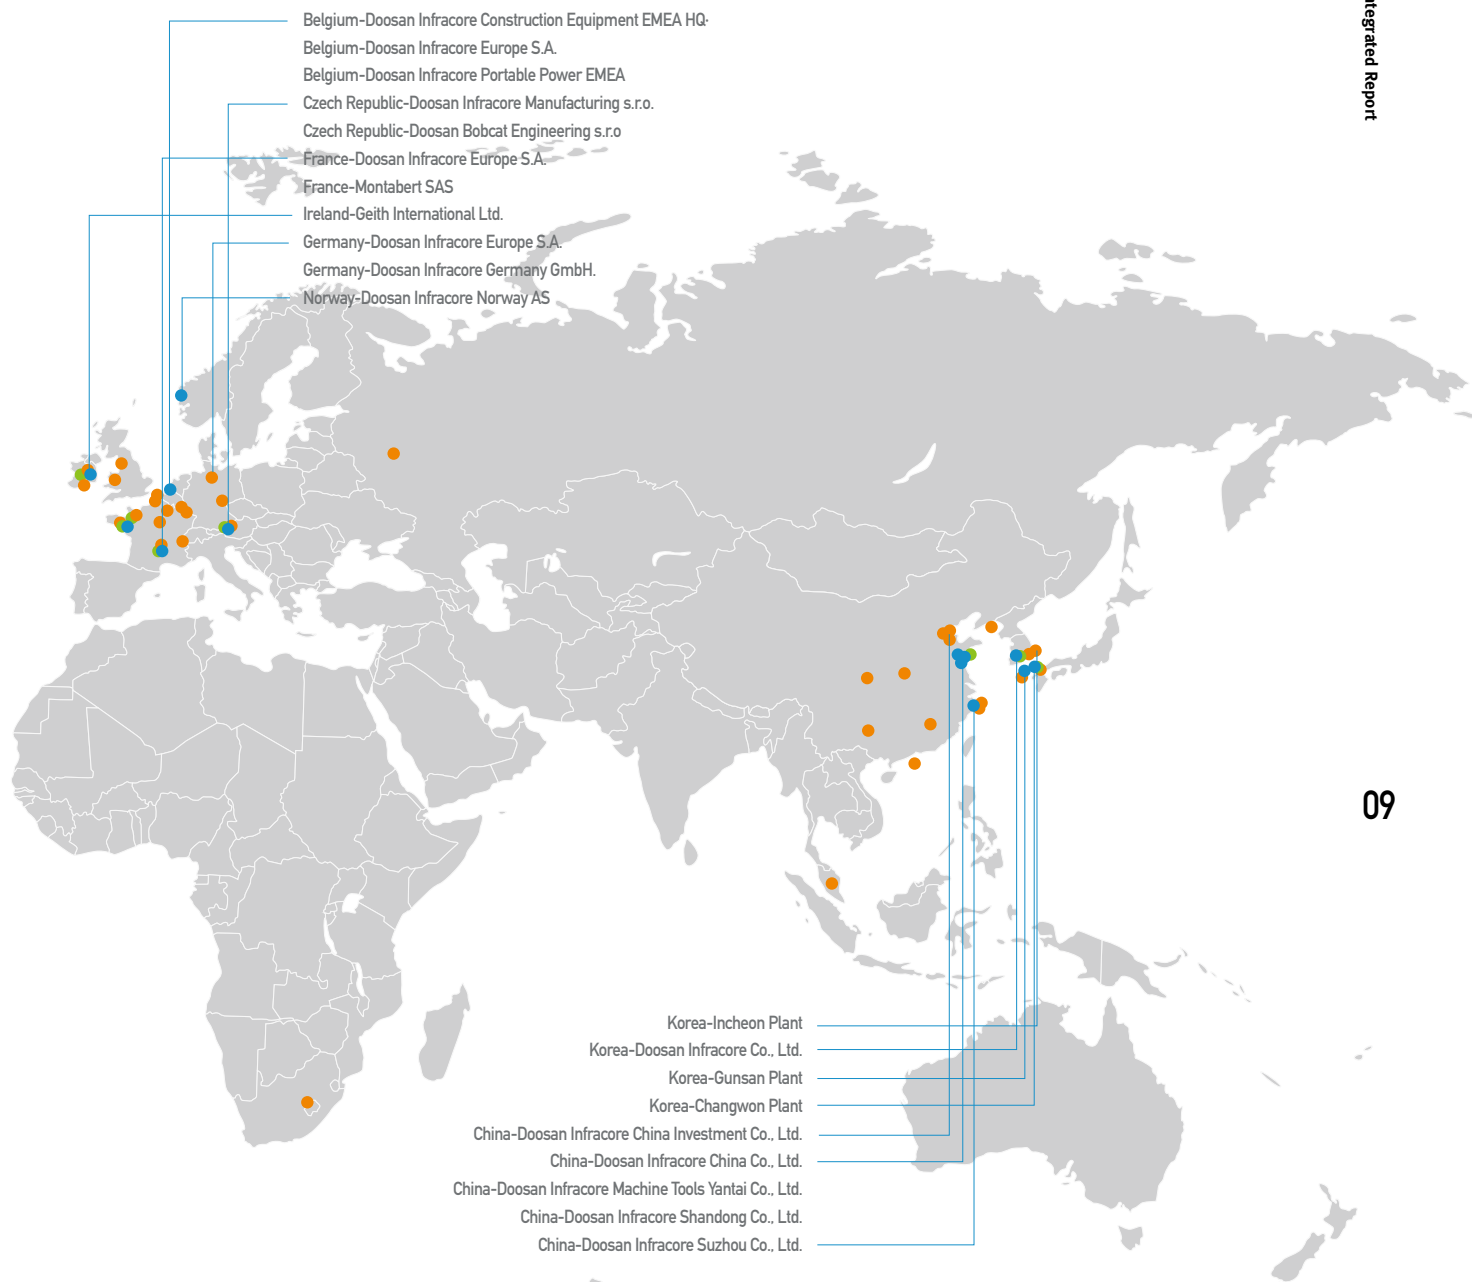 Belgium-Doosan Infracore Construction Equipment EMEA HQ·
Belgium-Doosan Infracore Europe S.A.
Belgium-Doosan Infracore Portable Power EMEA
Czech Republic-Doosan Infracore Manufacturing s.r.o.
Czech Republic-Doosan Bobcat Engineering s.r.o
France-Doosan Infracore Europe S.A.
France-Montabert SAS
Ireland-Geith International Ltd.
Germany-Doosan Infracore Europe S.A.
Germany-Doosan Infracore Germany GmbH.
Norway-Doosan Infracore Norway AS
tegrated Report
09
Korea-Incheon Plant
Korea-Doosan Infracore Co., Ltd.
Korea-Gunsan Plant
Korea-Changwon Plant
China-Doosan Infracore China Investment Co., Ltd.
China-Doosan Infracore China Co., Ltd.
China-Doosan Infracore Machine Tools Yantai Co., Ltd.
China-Doosan Infracore Shandong Co., Ltd.
China-Doosan Infracore Suzhou Co., Ltd.